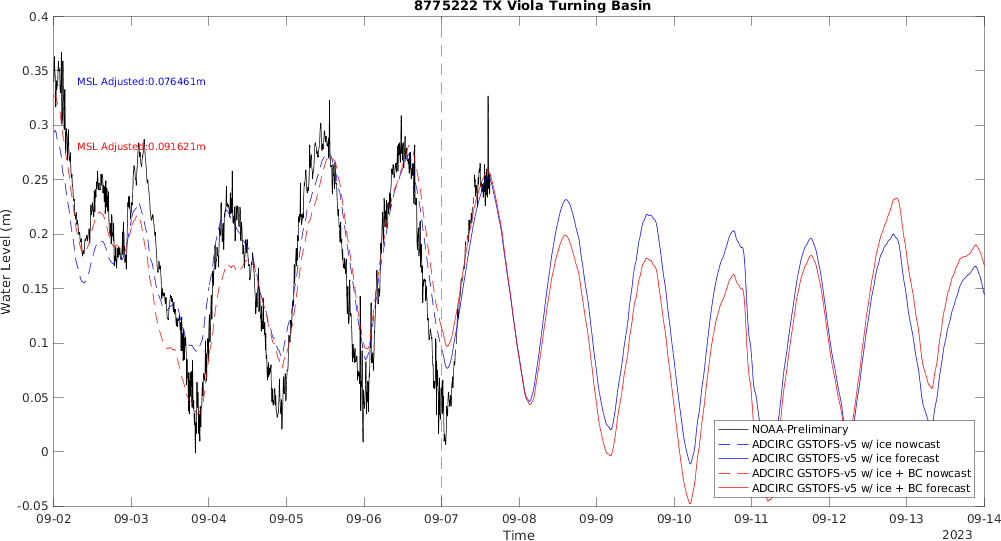 8775222 TX Viola Turning Basin
0.4
0.35
0.3
0.25
0.2
0.15
0.1
0.05
0
-0.05
Water Level (m)
MSL Adjusted:0.076461m
MSL Adjusted:0.091621m
NOAA-Preliminary
ADCIRC GSTOFS-v5 w/ ice nowcast
ADCIRC GSTOFS-v5 w/ ice forecast
ADCIRC GSTOFS-v5 w/ ice + BC nowcast
ADCIRC GSTOFS-v5 w/ ice + BC forecast
09-02 09-03 09-04 09-05 09-06 09-07 09-08 09-09 09-10 09-11 09-12 09-13 09-14
Time
2023